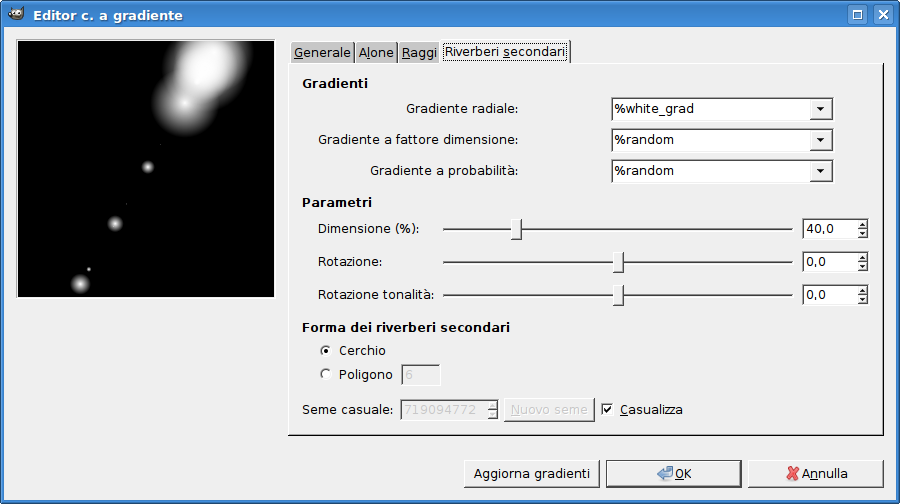 Editor c. a gradiente
Generale Alone Raggi Riverberi secondari
Gradienti
Gradiente radiale: %white_grad
Gradiente a fattore dimensione: %random
Gradiente a probabilità: %random
Parametri
Dimensione (%): 40,0
Rotazione: 0,0
Rotazione tonalità: 0,0
Forma dei riverberi secondari
Cerchio
Poligono 6
Seme casuale: 719094772 Nuovo seme Casualizza
Aggiorna gradienti OK Annulla